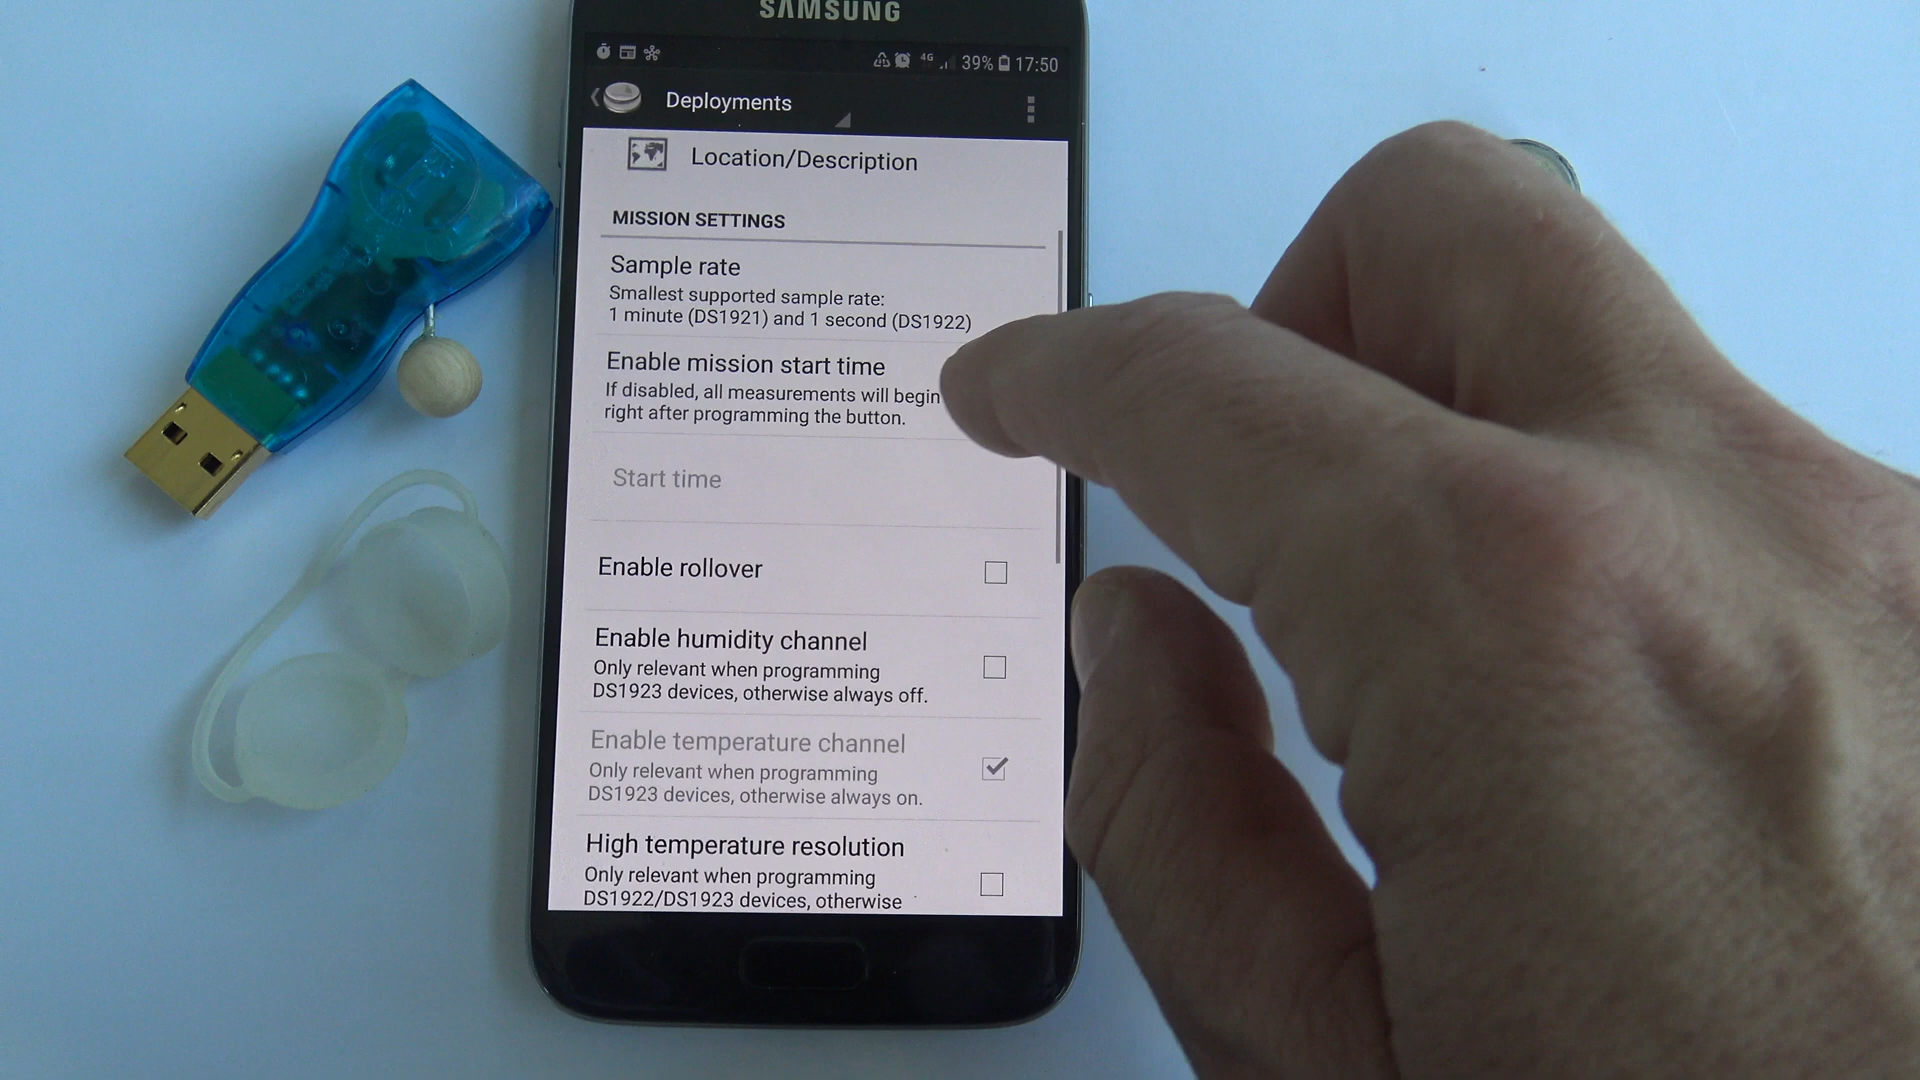 SAMSUNG
4G 39% 17:50
Deployments
Location/Description
MISSION SETTINGS
Sample rate
Smallest supported sample rate:
1 minute (DS1921) and 1 second (DS1922)
Enable mission start time
If disabled, all measurements will begin
right after programming the button.
Start time
Enable rollover
Enable humidity channel
Only relevant when programming
DS1923 devices, otherwise always off.
Enable temperature channel
Only relevant when programming
DS1923 devices, otherwise always on.
High temperature resolution
Only relevant when programming
DS1922/DS1923 devices, otherwise